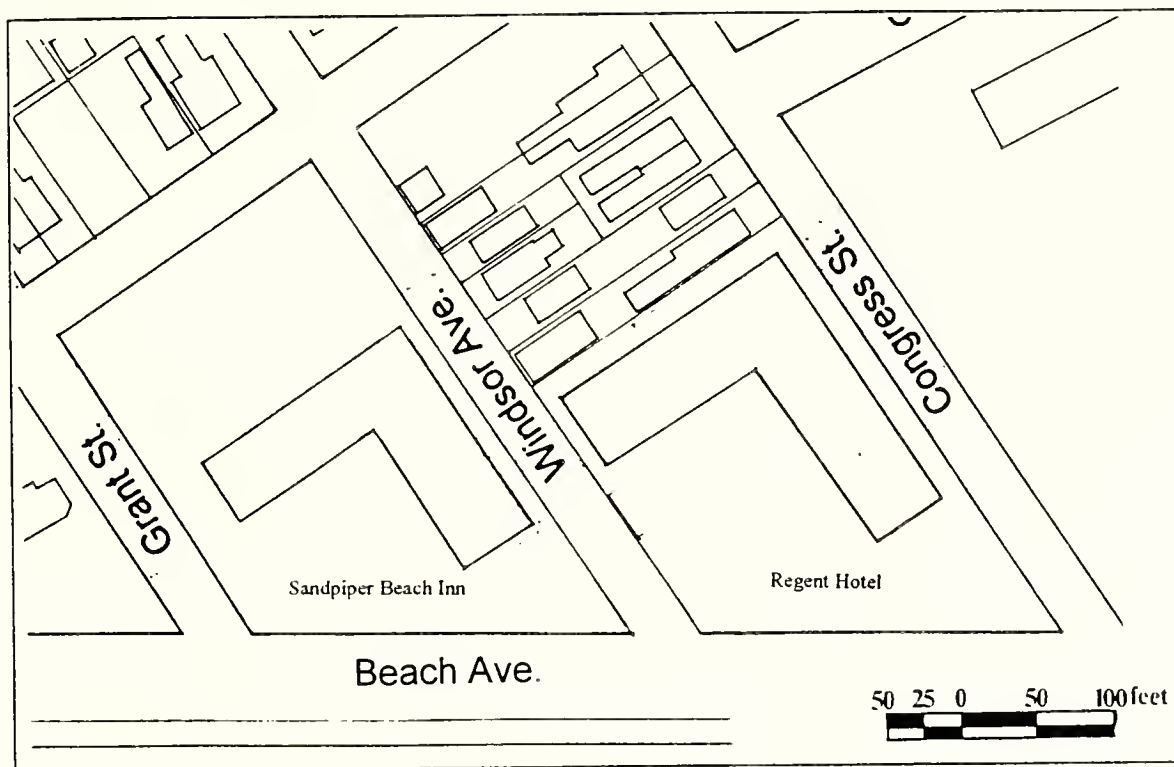 Windsor Ave.
Congress St.
Grant St.
Sandpiper Beach Inn
Regent Hotel
Beach Ave.
50 25 0 50 100 feet